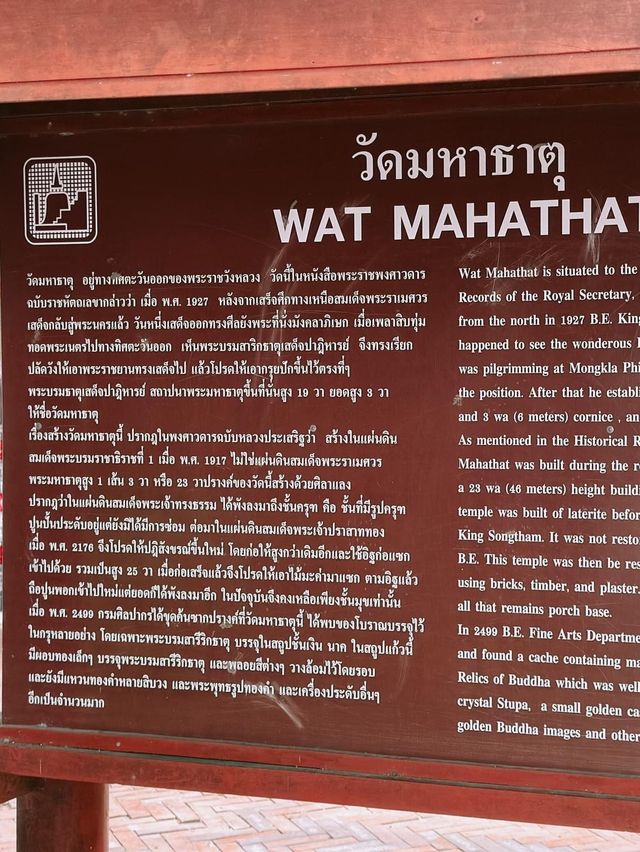 วัดมหาธาตุ
WAT MAHATHAT
วัดมหาธาตุ อยู่ทางทิศตะวันออกของพระราชวังหลวง วัดนี้ในหนังสือพระราชพงศาวดาร
ฉบับราชหัตถเลขากล่าวว่า เมื่อ พ.ศ. 1927 หลังจากเสร็จศึกทางเหนือสมเด็จพระราเมศวร
เสด็จกลับสู่พระนครแล้ว วันหนึ่งเสด็จออกทรงศีลยังพระที่นั่งมังคลาภิเษก เมื่อเพลาสิบทุ่ม
ทอดพระเนตรไปทางทิศตะวันออก เห็นพระบรมสาริกธาตุเสด็จปาฏิหารย์ จึงทรงเรียก
ปลัดวังให้เอาพระราชยานทรงเสด็จไป แล้วโปรดให้เอากรุยปักขึ้นไว้ตรงที่ๆ
พระบรมธาตุเสด็จปาฏิหารย์ สถาปนาพระมหาธาตุขึ้นที่นั่นสูง 19 วา ยอดสูง 3 วา
ให้ชื่อวัดมหาธาตุ
เรื่องสร้างวัดมหาธาตุนี้ ปรากฏในพงศาวดารฉบับหลวงประเสริฐว่า สร้างในแผ่นดิน
สมเด็จพระบรมราชาธิราชที่ 1 เมื่อ พ.ศ. 1917 ไม่ใช่แผ่นดินสมเด็จพระราเมศวร
พระมหาธาตุสูง 1 เส้น 3 วา หรือ 23 วาปรางค์ของวัดนี้สร้างด้วยศิลาแลง
ปรากฏว่าในแผ่นดินสมเด็จพระเจ้าทรงธรรม ได้พังลงมาถึงชั้นครุฑ คือ ชั้นที่มีรูปครุฑ
ปูนปั้นประดับอยู่แต่ยังมิได้มีการซ่อม ต่อมาในแผ่นดินสมเด็จพระเจ้าปราสาททอง
เมื่อ พ.ศ. 2176 จึงโปรดให้ปฏิสังขรณ์ขึ้นใหม่ โดยก่อให้สูงกว่าเดิมอีกและใช้อิฐก่อแซก
เข้าไปด้วย รวมเป็นสูง 25 วา เมื่อก่อเสร็จแล้วจึงโปรดให้เอาไม้มะค่ามาแซก ตามอิฐแล้ว
ถือปูนพอกเข้าไปใหม่แต่ยอดก็ได้พังลงมาอีก ในปัจจุบันจึงคงเหลือเพียงชั้นมุขเท่านั้น
เมื่อ พ.ศ. 2499 กรมศิลปากรได้ขุดค้นซากปรางค์ที่วัดมหาธาตุนี้ ได้พบของโบราณบรรจุไว้
ในกรุหลายอย่าง โดยเฉพาะพระบรมสารีริกธาตุ บรรจุในสถูปชั้นเงิน นาค ในสถูปแก้วนี้
มีผอบทองเล็กๆ บรรจุพระบรมสารีริกธาตุ และพลอยสีต่างๆ วางล้อมไว้โดยรอบ
และยังมีแหวนทองคำหลายสิบวง และพระพุทธรูปทองคำ และเครื่องประดับอื่นๆ
อีกเป็นจำนวนมาก
Wat Mahathat is situated to the
Records of the Royal Secretary,
from the north in 1927 B.E. King
happened to see the wonderful
was pilgrimming at Mongkla
the position. After that he
and 3 wa (6 meters) cornice , and
As mentioned in the Historical
Mahathat was built during the
a 23 wa (46 meters) height
temple was built of laterite
King Songtham. It was not
B.E. This temple was then be
using bricks, timber, and plaster.
all that remains porch base.
In 2499 B.E. Fine Arts
and found a cache containing
Relics of Buddha which was
crystal Stupa, a small golden
golden Buddha images and other